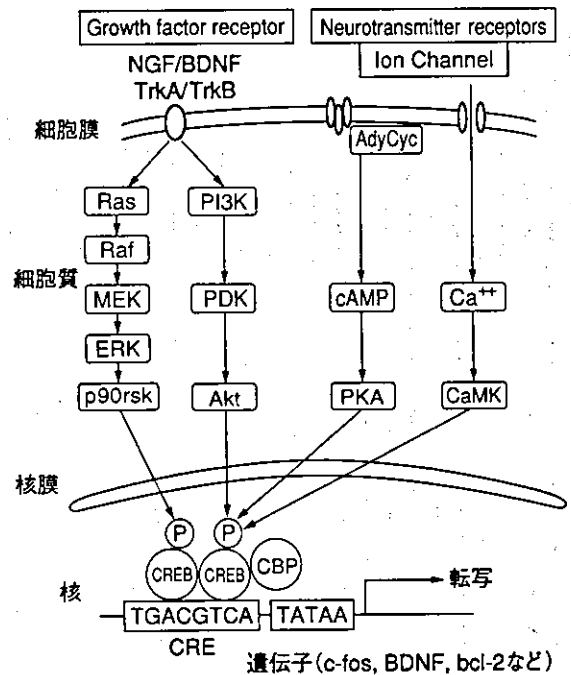 Growth factor receptor
Neurotransmitter receptors
Ion Channel
NGF/BDNF
TrkA/TrkB
細胞膜
AdyCyc
Ras
PI3K
Raf
細胞質
MEK
PDK
cAMP
Ca++
ERK
p90rsk
Akt
PKA
CaMK
核膜
P
P
CREB
CREB
CBP
核
転写
TGACGTCA
TATAA
CRE
遺伝子(c-fos, BDNF, bcl-2など)